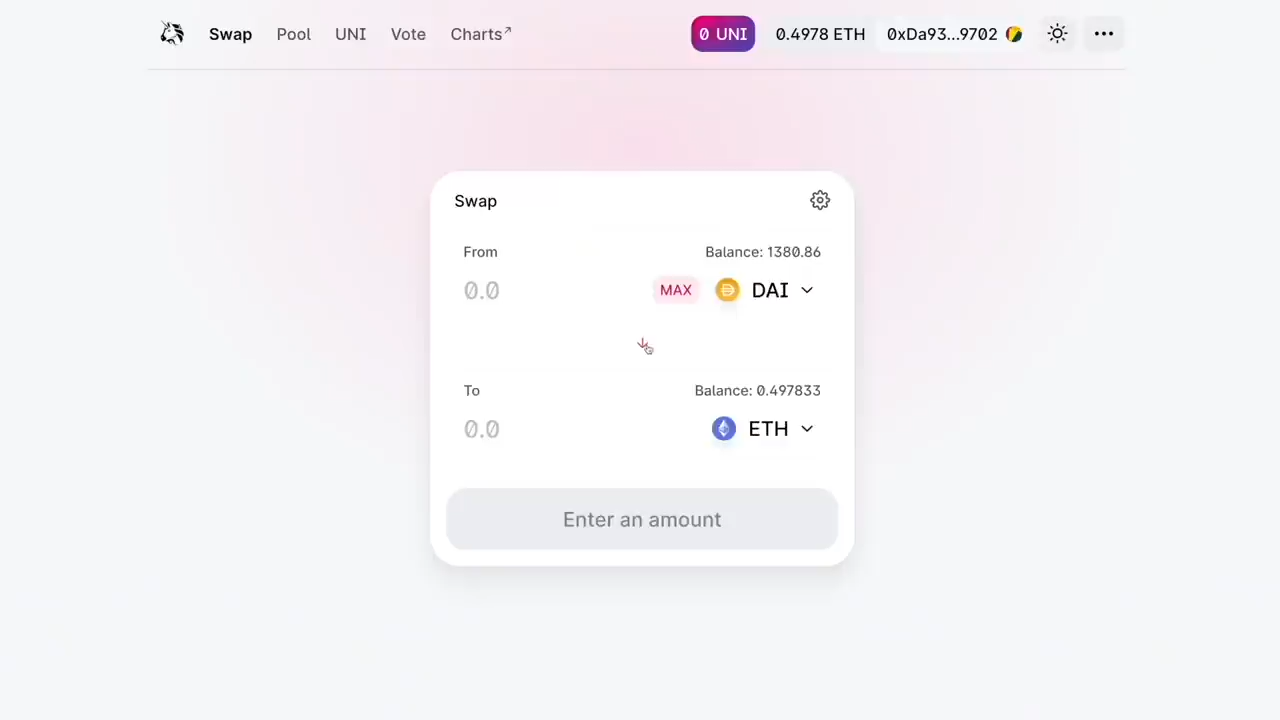 Swap Pool UNI Vote Charts↗ 0 UNI 0.4978 ETH 0xDa93...9702
Swap
From Balance: 1380.86
0.0 MAX DAI
To Balance: 0.497833
0.0 ETH
Enter an amount